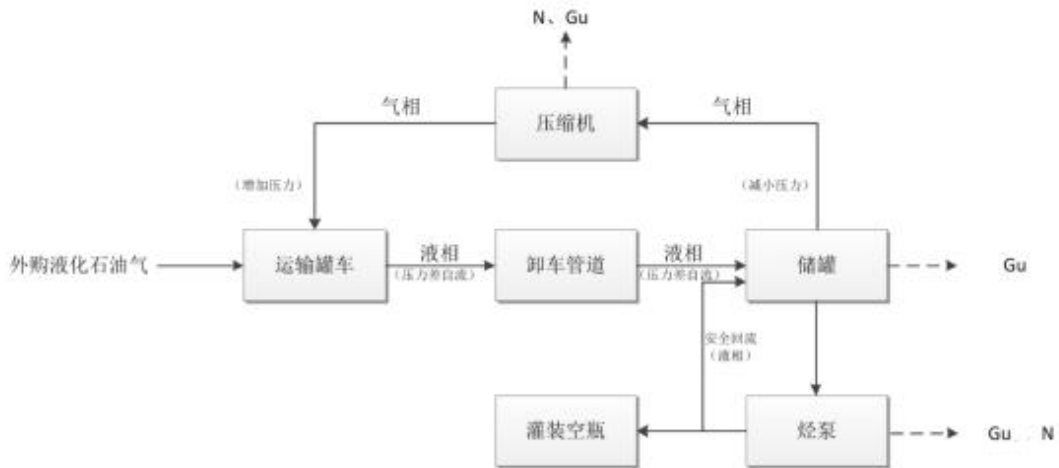 N、Gu
气相
压缩机
气相
（增加压力）
（减小压力）
外购液化石油气
运输罐车
液相
（压力差自流）
卸车管道
液相
（压力差自流）
储罐
Gu
安全回流
（液相）
灌装空瓶
烃泵
Gu、N